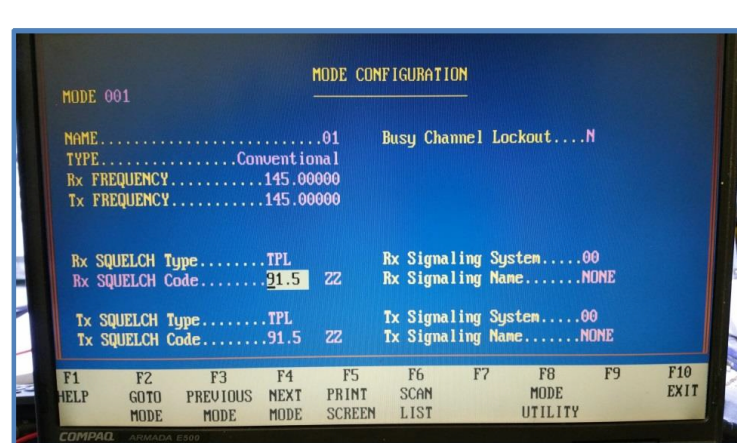 MODE CONFIGURATION
MODE 001
NAME.......................01 Busy Channel Lockout....N
TYPE................Conventional
Rx FREQUENCY...........145.00000
Tx FREQUENCY...........145.00000
Rx SQUELCH Type........TPL Rx Signaling System.....00
Rx SQUELCH Code........91.5 ZZ Rx Signaling Name.......NONE
Tx SQUELCH Type........TPL Tx Signaling System.....00
Tx SQUELCH Code........91.5 ZZ Tx Signaling Name.......NONE
F1 F2 F3 F4 F5 F6 F7 F8 F9 F10
HELP GOTO PREVIOUS NEXT PRINT SCAN MODE EXIT
MODE MODE MODE SCREEN LIST UTILITY
COMPAQ ARMADA E500